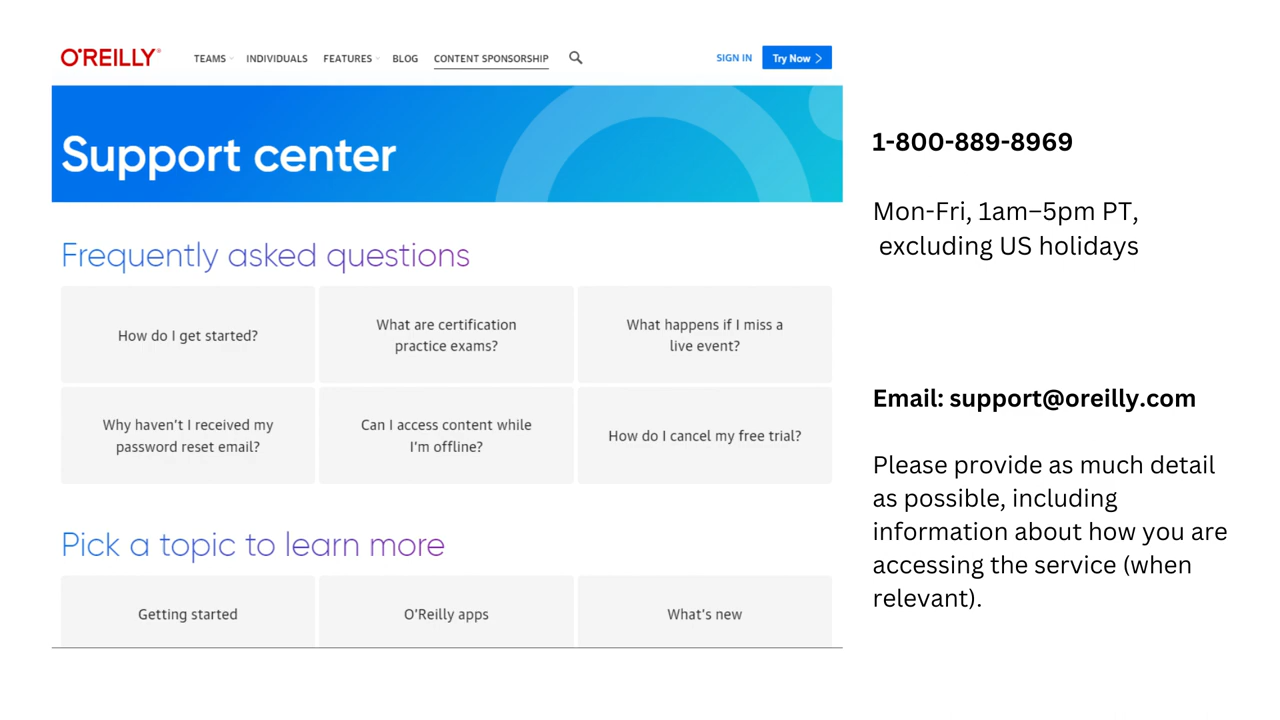 O'REILLY®
TEAMS INDIVIDUALS FEATURES BLOG CONTENT SPONSORSHIP SIGN IN Try Now
Support center
Frequently asked questions
How do I get started?
What are certification
practice exams?
What happens if I miss a
live event?
Why haven't I received my
password reset email?
Can I access content while
I'm offline?
How do I cancel my free trial?
Pick a topic to learn more
Getting started
O'Reilly apps
What's new
1-800-889-8969
Mon-Fri, 1am–5pm PT,
excluding US holidays
Email: support@oreilly.com
Please provide as much detail
as possible, including
information about how you are
accessing the service (when
relevant).